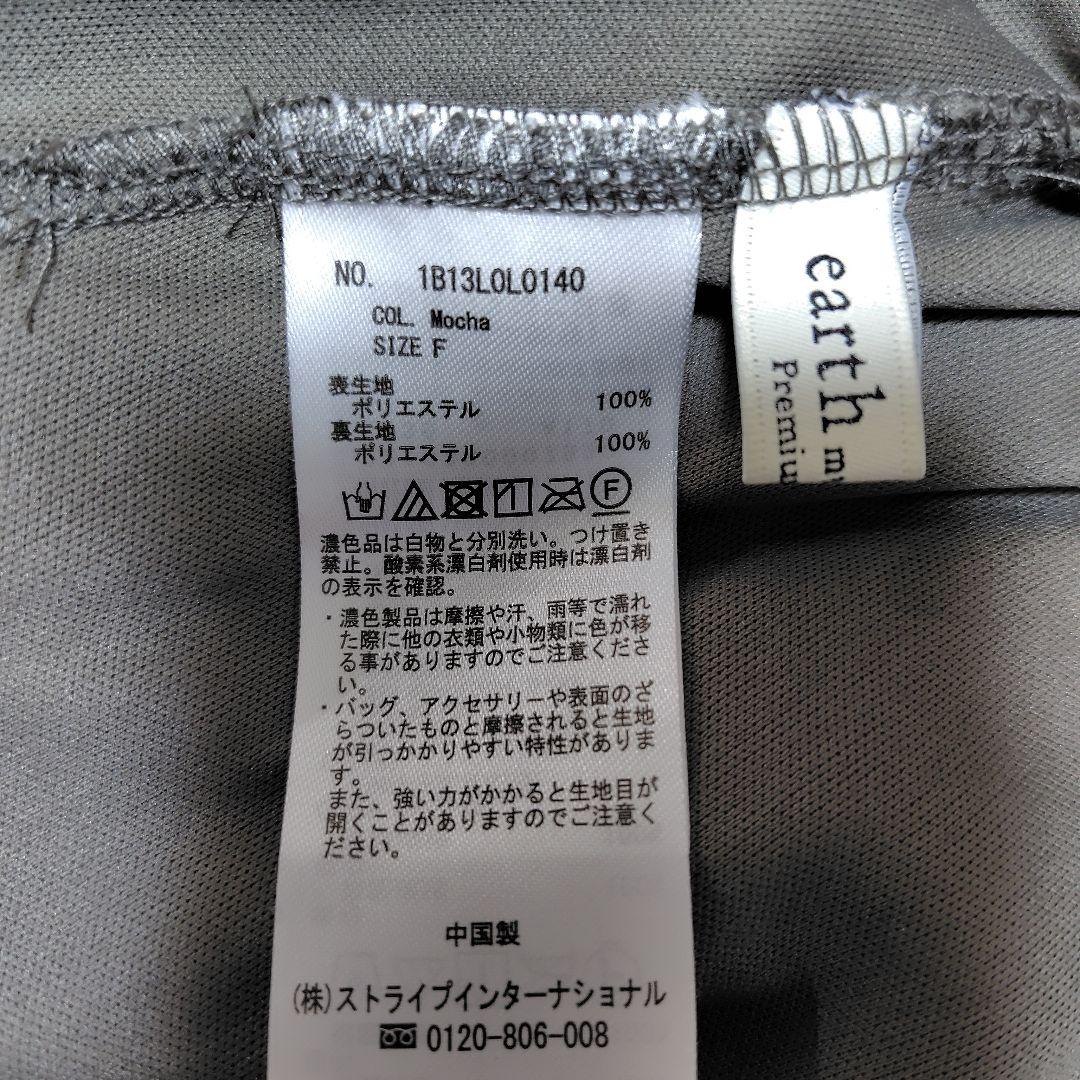 NO. 1B13L0L0140
COL. Mocha
SIZE F
表生地
ポリエステル 100%
裏生地
ポリエステル 100%
F
濃色品は白物と分別洗い。つけ置き
禁止。酸素系漂白剤使用時は漂白剤
の表示を確認。
・濃色製品は摩擦や汗、雨等で濡れ
た際に他の衣類や小物類に色が移
る事がありますのでご注意くださ
い。
・バッグ、アクセサリーや表面のざ
らついたものと摩擦されると生地
が引っかかりやすい特性がありま
す。
また、強い力がかかると生地目が
開くことがありますのでご注意く
ださい。
中国製
(株)ストライプインターナショナル
0120-806-008
earth
Premiu